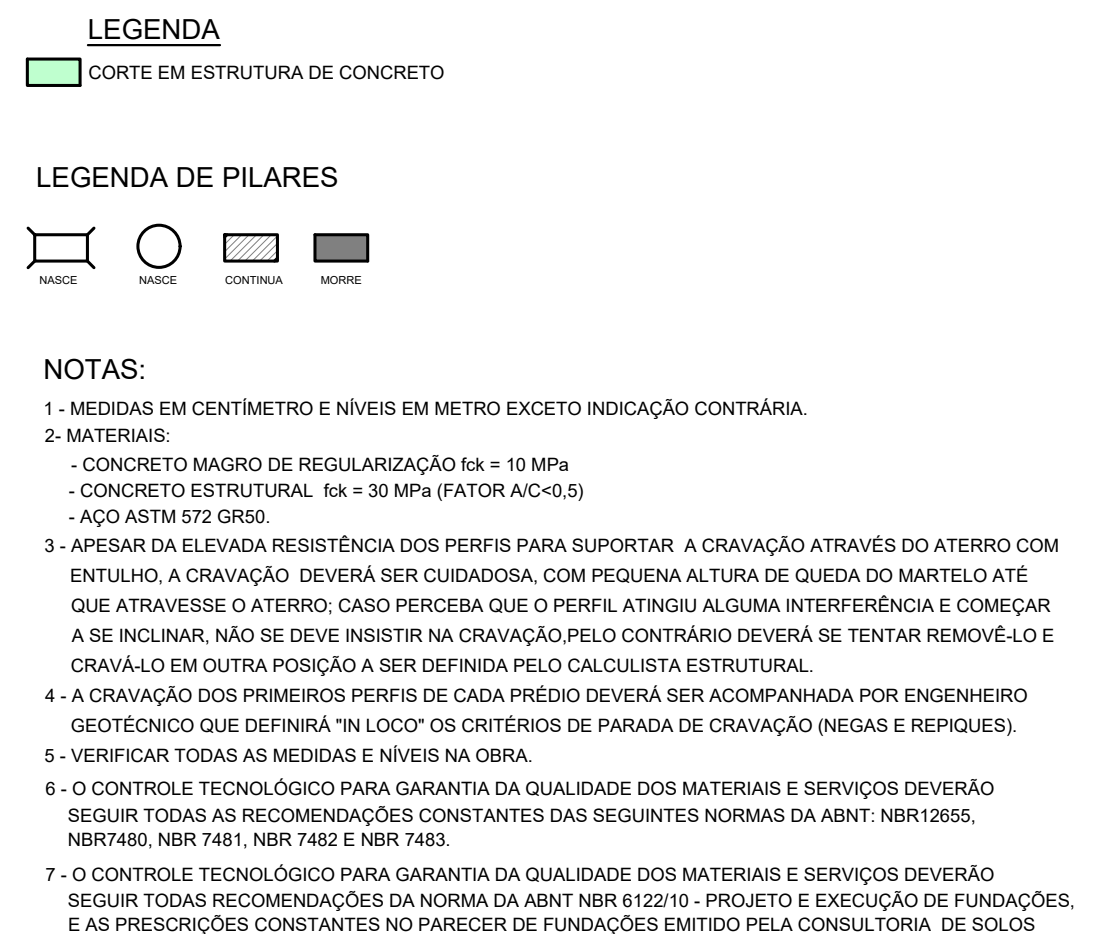 LEGENDA
CORTE EM ESTRUTURA DE CONCRETO
LEGENDA DE PILARES
NASCE NASCE CONTINUA MORRE
NOTAS:
1 - MEDIDAS EM CENTÍMETRO E NÍVEIS EM METRO EXCETO INDICAÇÃO CONTRÁRIA.
2- MATERIAIS:
- CONCRETO MAGRO DE REGULARIZAÇÃO fck = 10 MPa
- CONCRETO ESTRUTURAL fck = 30 MPa (FATOR A/C<0,5)
- AÇO ASTM 572 GR50.
3 - APESAR DA ELEVADA RESISTÊNCIA DOS PERFIS PARA SUPORTAR A CRAVAÇÃO ATRAVÉS DO ATERRO COM
ENTULHO, A CRAVAÇÃO DEVERÁ SER CUIDADOSA, COM PEQUENA ALTURA DE QUEDA DO MARTELO ATÉ
QUE ATRAVESSE O ATERRO; CASO PERCEBA QUE O PERFIL ATINGIU ALGUMA INTERFERÊNCIA E COMEÇAR
A SE INCLINAR, NÃO SE DEVE INSISTIR NA CRAVAÇÃO,PELO CONTRÁRIO DEVERÁ SE TENTAR REMOVÊ-LO E
CRAVÁ-LO EM OUTRA POSIÇÃO A SER DEFINIDA PELO CALCULISTA ESTRUTURAL.
4 - A CRAVAÇÃO DOS PRIMEIROS PERFIS DE CADA PRÉDIO DEVERÁ SER ACOMPANHADA POR ENGENHEIRO
GEOTÉCNICO QUE DEFINIRÁ "IN LOCO" OS CRITÉRIOS DE PARADA DE CRAVAÇÃO (NEGAS E REPIQUES).
5 - VERIFICAR TODAS AS MEDIDAS E NÍVEIS NA OBRA.
6 - O CONTROLE TECNOLÓGICO PARA GARANTIA DA QUALIDADE DOS MATERIAIS E SERVIÇOS DEVERÃO
SEGUIR TODAS AS RECOMENDAÇÕES CONSTANTES DAS SEGUINTES NORMAS DA ABNT: NBR12655,
NBR7480, NBR 7481, NBR 7482 E NBR 7483.
7 - O CONTROLE TECNOLÓGICO PARA GARANTIA DA QUALIDADE DOS MATERIAIS E SERVIÇOS DEVERÃO
SEGUIR TODAS RECOMENDAÇÕES DA NORMA DA ABNT NBR 6122/10 - PROJETO E EXECUÇÃO DE FUNDAÇÕES,
E AS PRESCRIÇÕES CONSTANTES NO PARECER DE FUNDAÇÕES EMITIDO PELA CONSULTORIA DE SOLOS